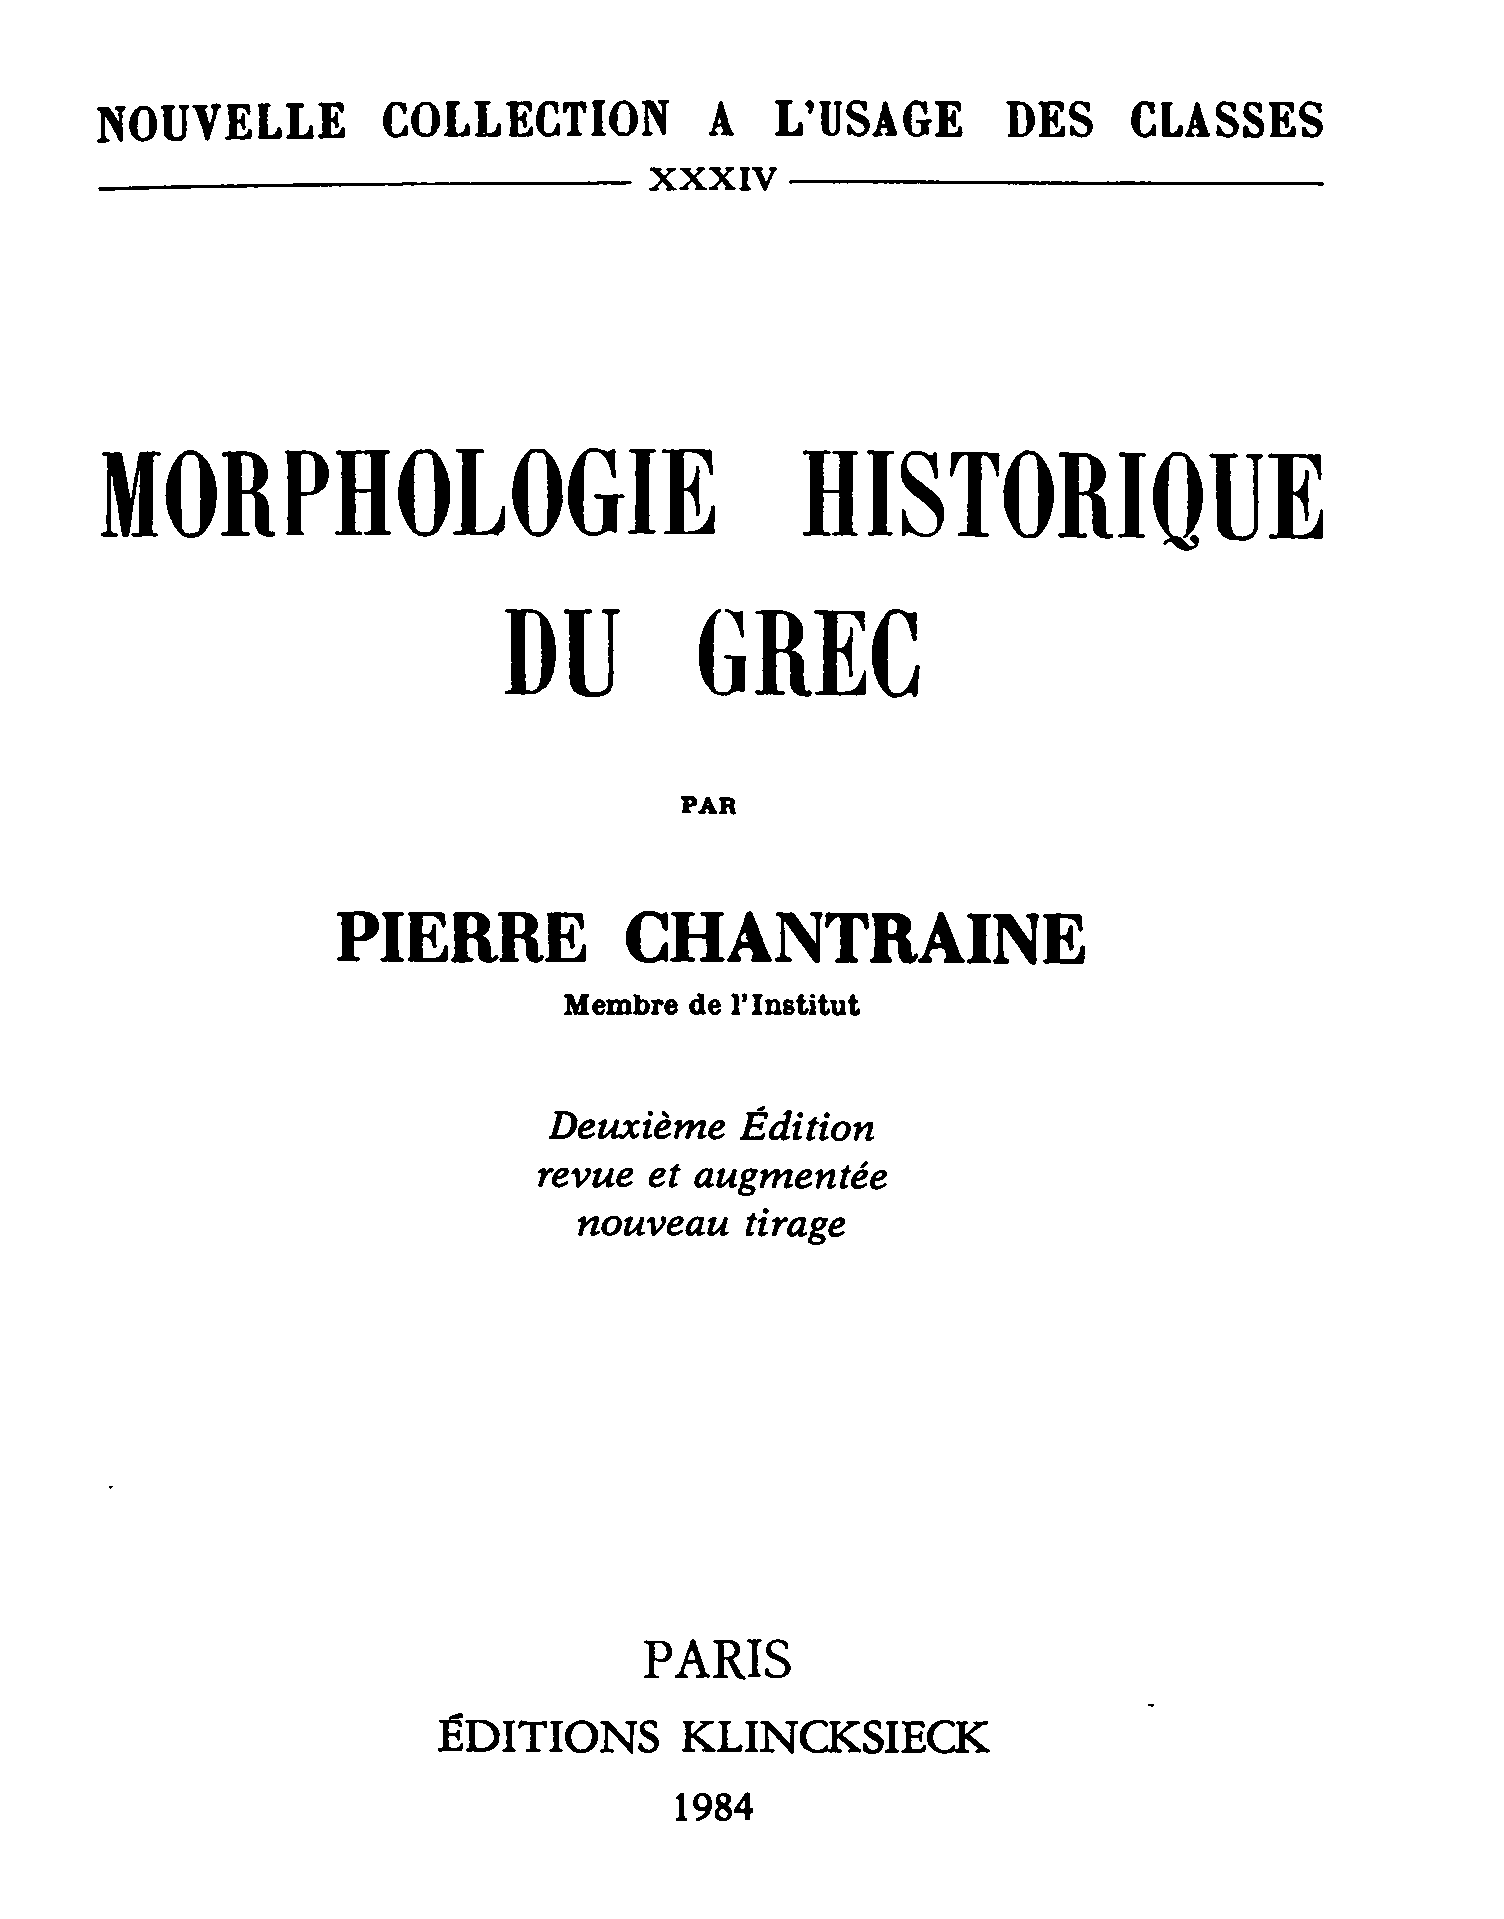 NOUVELLE COLLECTION A L'USAGE DES CLASSES
XXXIV
MORPHOLOGIE HISTORIQUE
DU GREC
PAR
PIERRE CHANTRAINE
Membre de l'Institut
Deuxième Édition
revue et augmentée
nouveau tirage
PARIS
ÉDITIONS KLINCKSIECK
1984